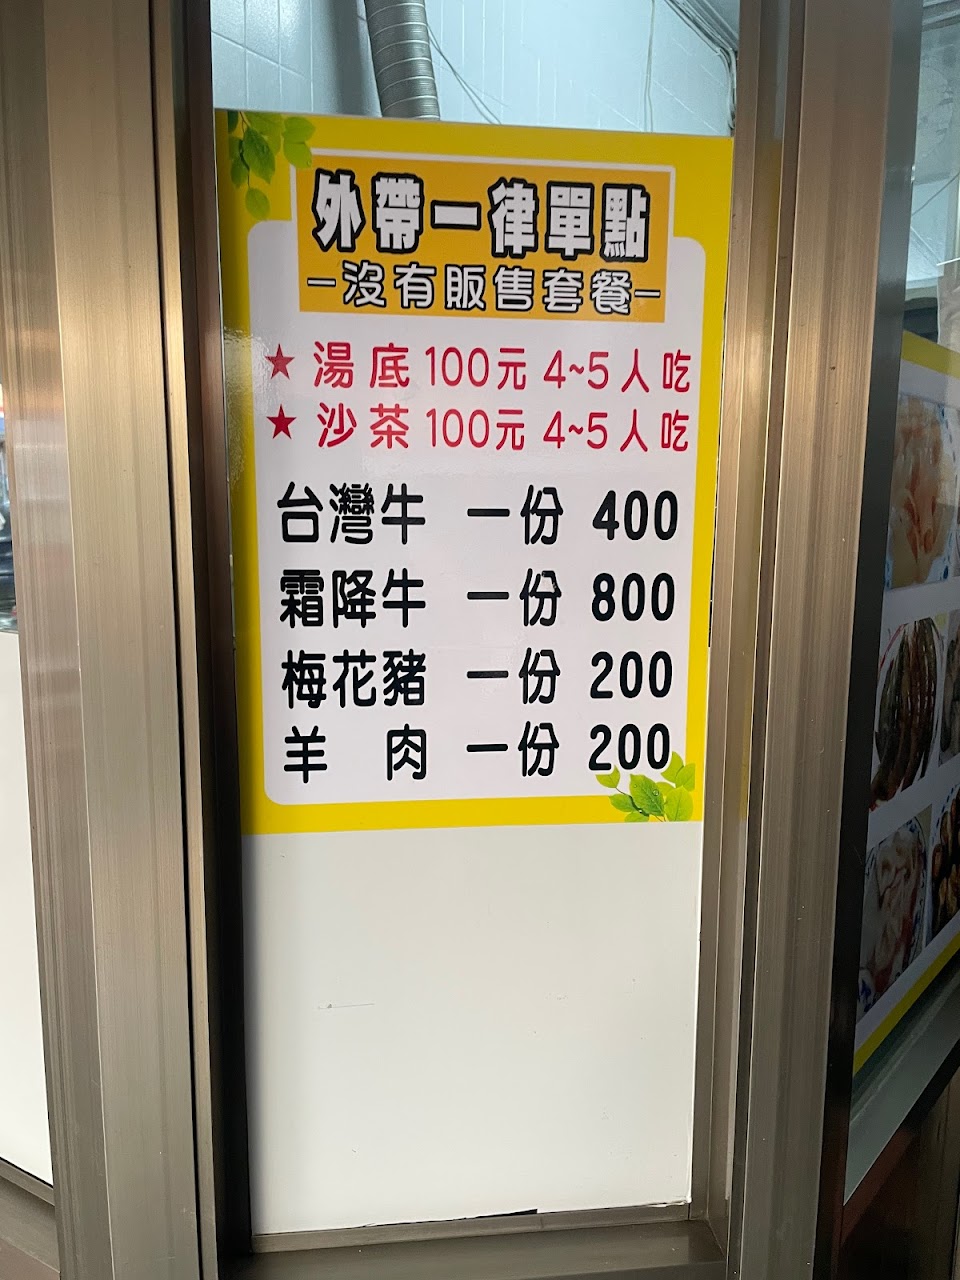 外帶一律單點
–沒有販售套餐–
★ 湯底 100元 4~5人吃
★ 沙茶 100元 4~5人吃
台灣牛 一份 400
霜降牛 一份 800
梅花豬 一份 200
羊肉 一份 200